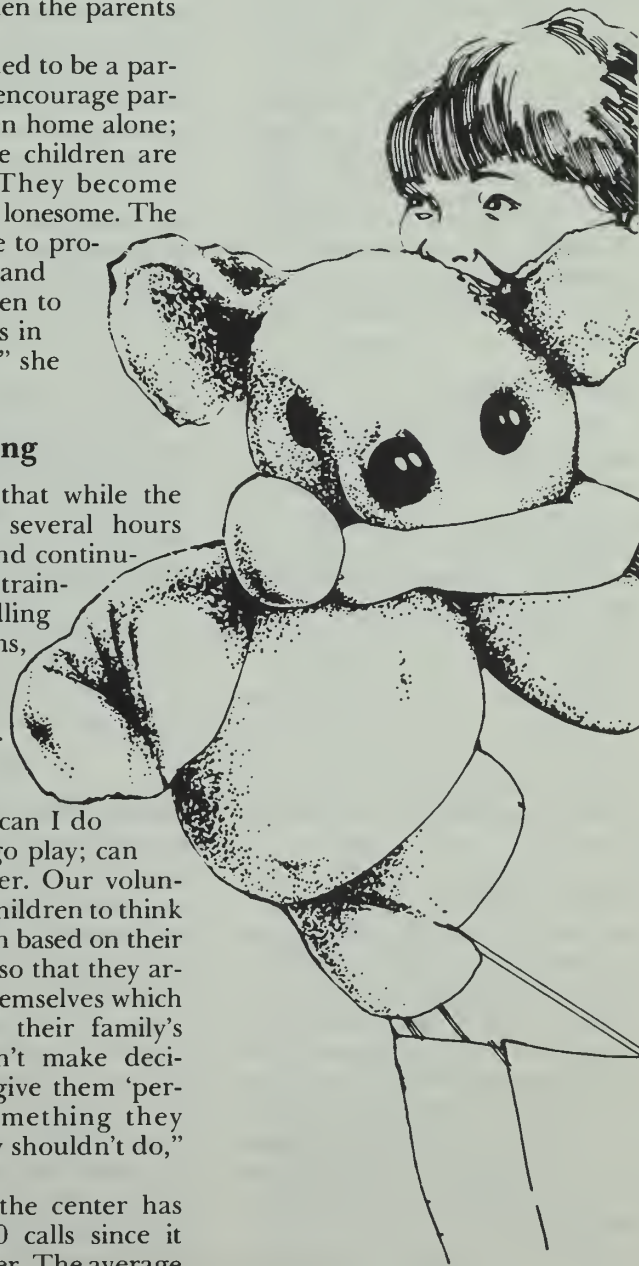 en the parents
ed to be a par-
encourage par-
n home alone;
e children are
They become
lonesome. The
e to pro-
and
en to
s in
” she
ng
that while the
several hours
nd continu-
train-
lling
ns,
can I do
go play; can
er. Our volun-
hildren to think
n based on their
so that they ar-
emselves which
their family's
n't make deci-
give them ‘per-
mething they
y shouldn't do,”
the center has
0 calls since it
er. The average